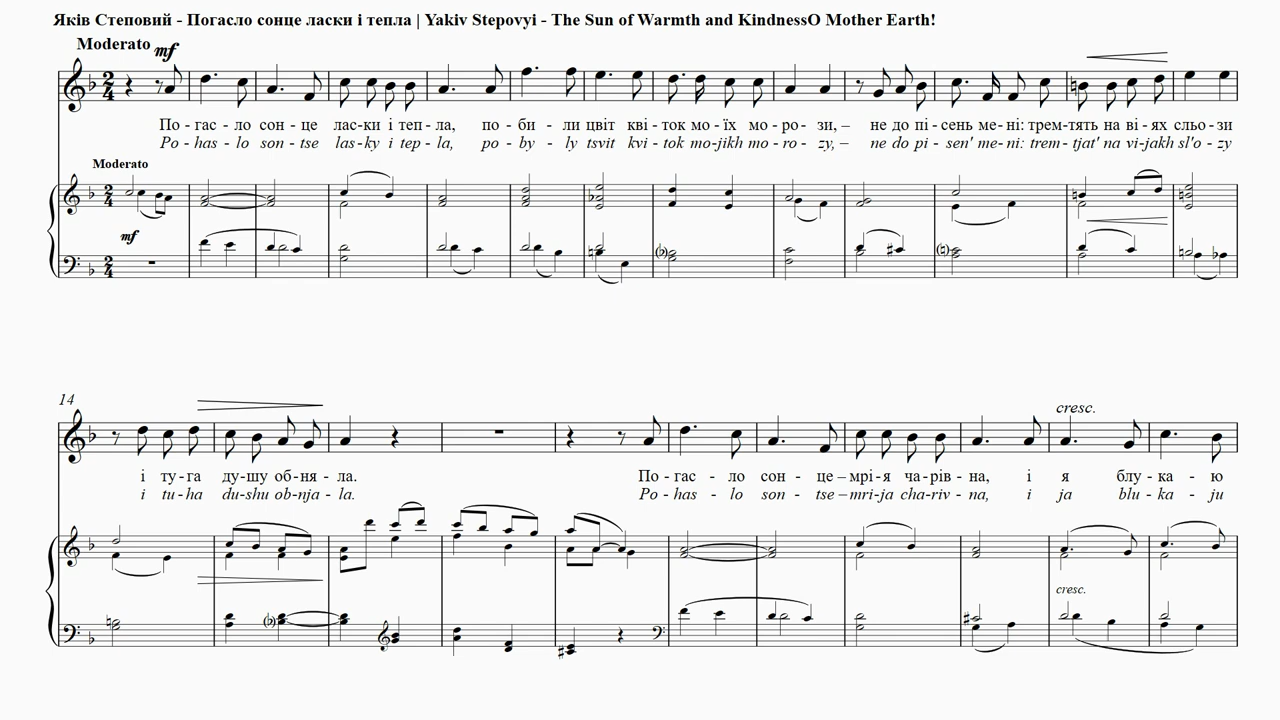 Яків Степовий - Погасло сонце ласки і тепла | Yakiv Stepovyi - The Sun of Warmth and KindnessO Mother Earth!
Moderato mf
2 4
По - гас - ло сон - це лас - ки і теп - ла, по - би - ли цвіт кві - ток мо - їх мо - ро - зи, – не до пі - сень ме - ні: трем - тять на ві - ях сльо - зи
Po - has - lo son - tse las - ky i tep - la, po - by - ly tsvit kvi - tok mo - jikh mo - ro - zy, – ne do pi - sen' me - ni: trem - tjat' na vi - jakh sl'o - zy
Moderato
2 4
mf
2 4
14
cresc.
і ту - га ду - шу об - ня - ла. По - гас - ло сон - це – мрі - я ча - рів - на, і я блу - ка - ю
i tu - ha du - shu ob - nja - la. Po - has - lo son - tse – mri - ja cha - riv - na, i ja blu - ka - ju
cresc.